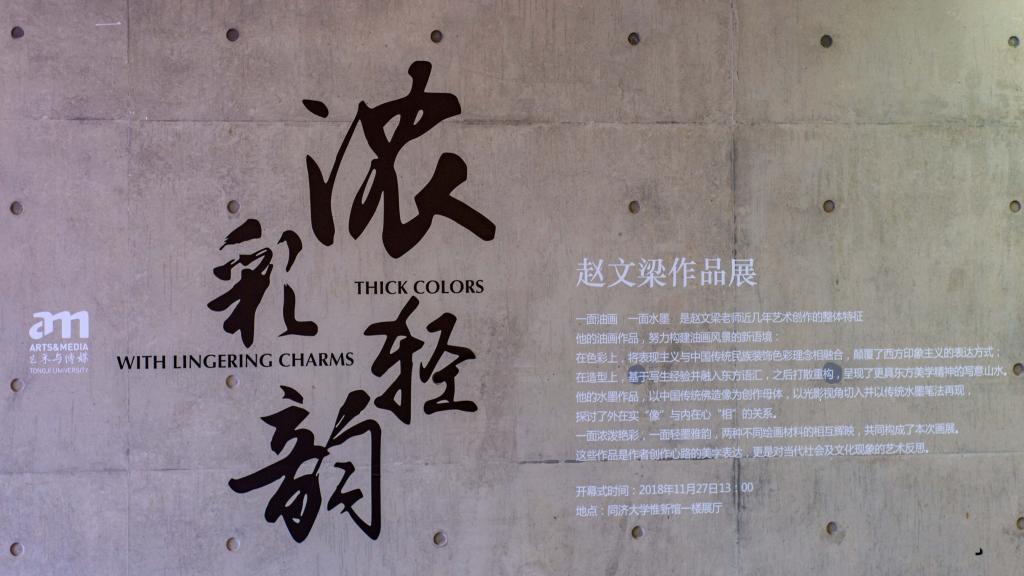 浓
彩
THICK COLORS
轻
WITH LINGERING CHARMS
韵
am
ARTS&MEDIA
艺术与传媒
TONGJI UNIVERSITY
赵文梁作品展
一面油画 一面水墨 是赵文梁老师近几年艺术创作的整体特征
他的油画作品，努力构建油画风景的新语境：
在色彩上，将表现主义与中国传统民族装饰色彩理念相融合，颠覆了西方印象主义的表达方式；
在造型上，基于写生经验并融入东方语汇，之后打散重构，呈现了更具东方美学精神的写意山水。
他的水墨作品，以中国传统佛造像为创作母体，以光影视角切入并以传统水墨笔法再现，
探讨了外在实“像”与内在心“相”的关系。
一面浓泼艳彩，一面轻墨雅韵，两种不同绘画材料的相互辉映，共同构成了本次画展。
这些作品是作者创作心路的美学表达，更是对当代社会及文化现象的艺术反思。
开幕式时间：2018年11月27日13：00
地点：同济大学惟新馆一楼展厅